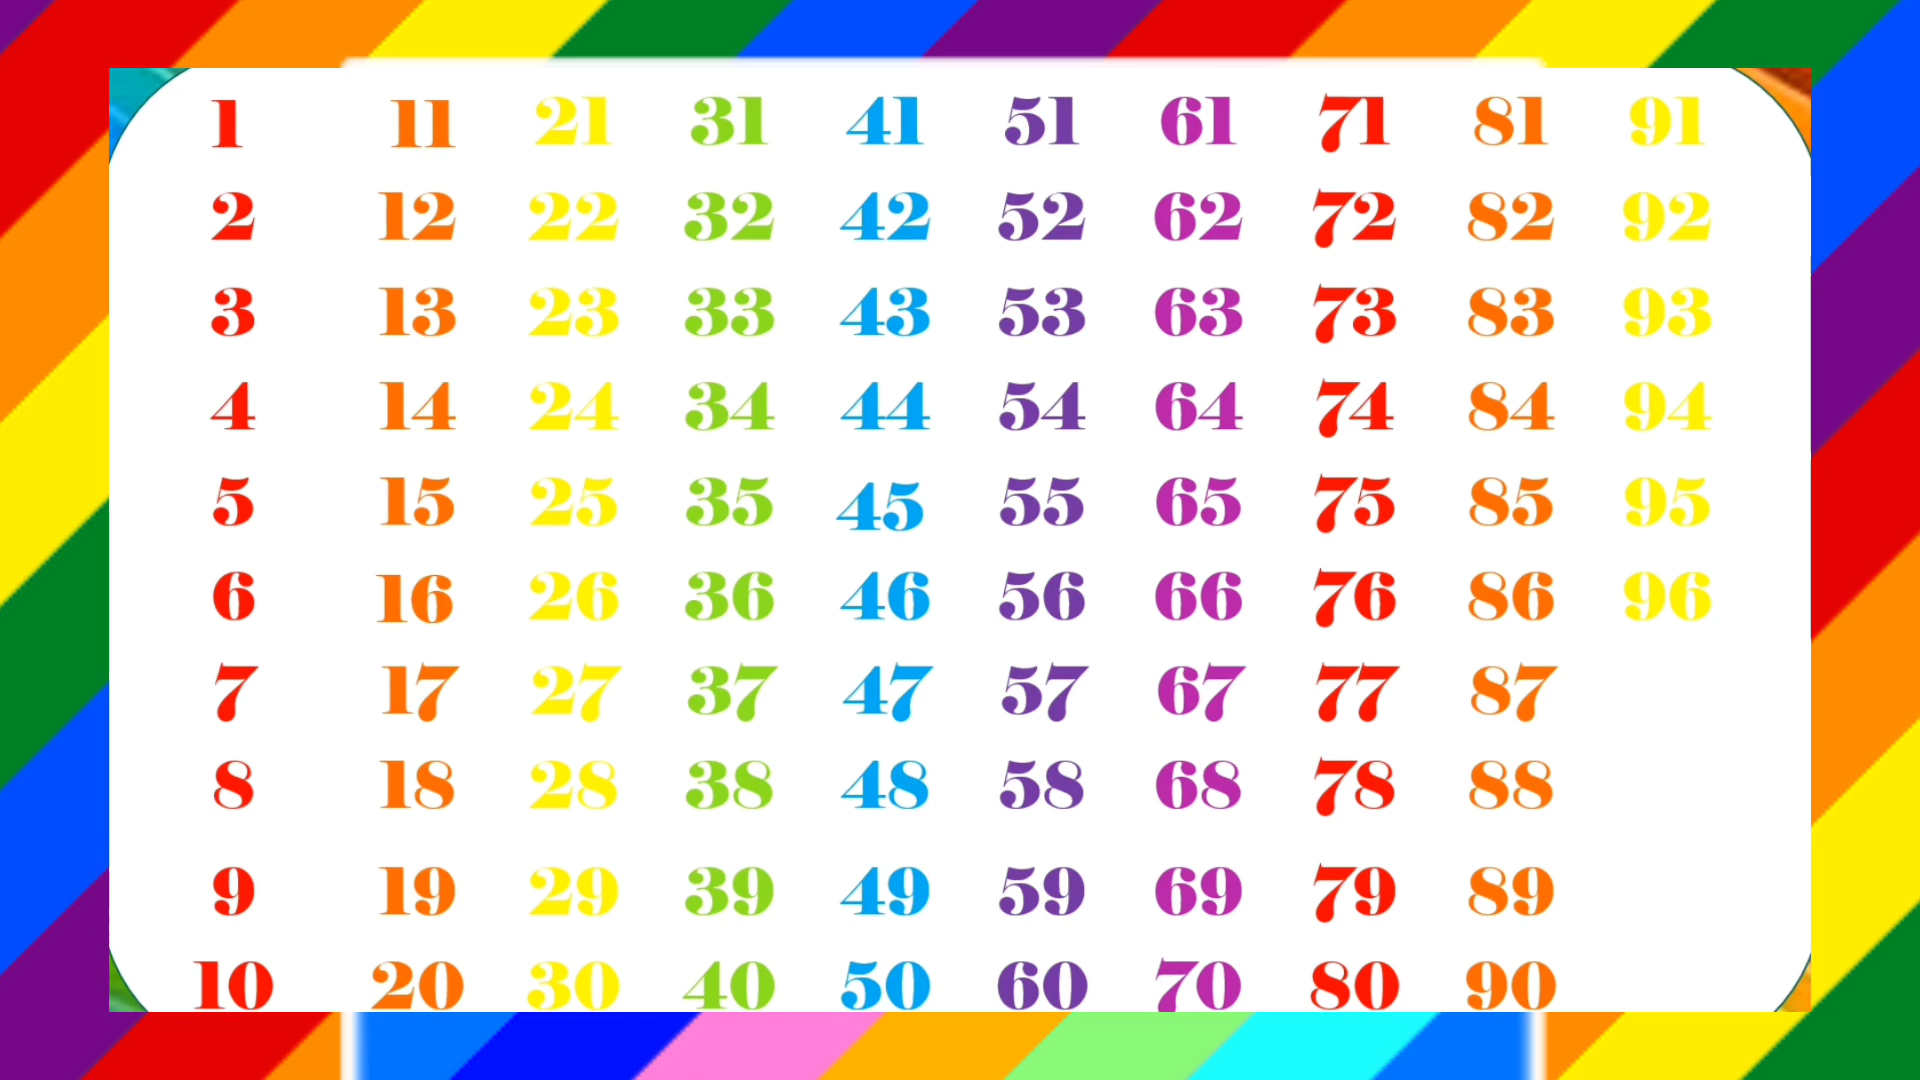 1 11 21 31 41 51 61 71 81 91
2 12 22 32 42 52 62 72 82 92
3 13 23 33 43 53 63 73 83 93
4 14 24 34 44 54 64 74 84 94
5 15 25 35 45 55 65 75 85 95
6 16 26 36 46 56 66 76 86 96
7 17 27 37 47 57 67 77 87
8 18 28 38 48 58 68 78 88
9 19 29 39 49 59 69 79 89
10 20 30 40 50 60 70 80 90